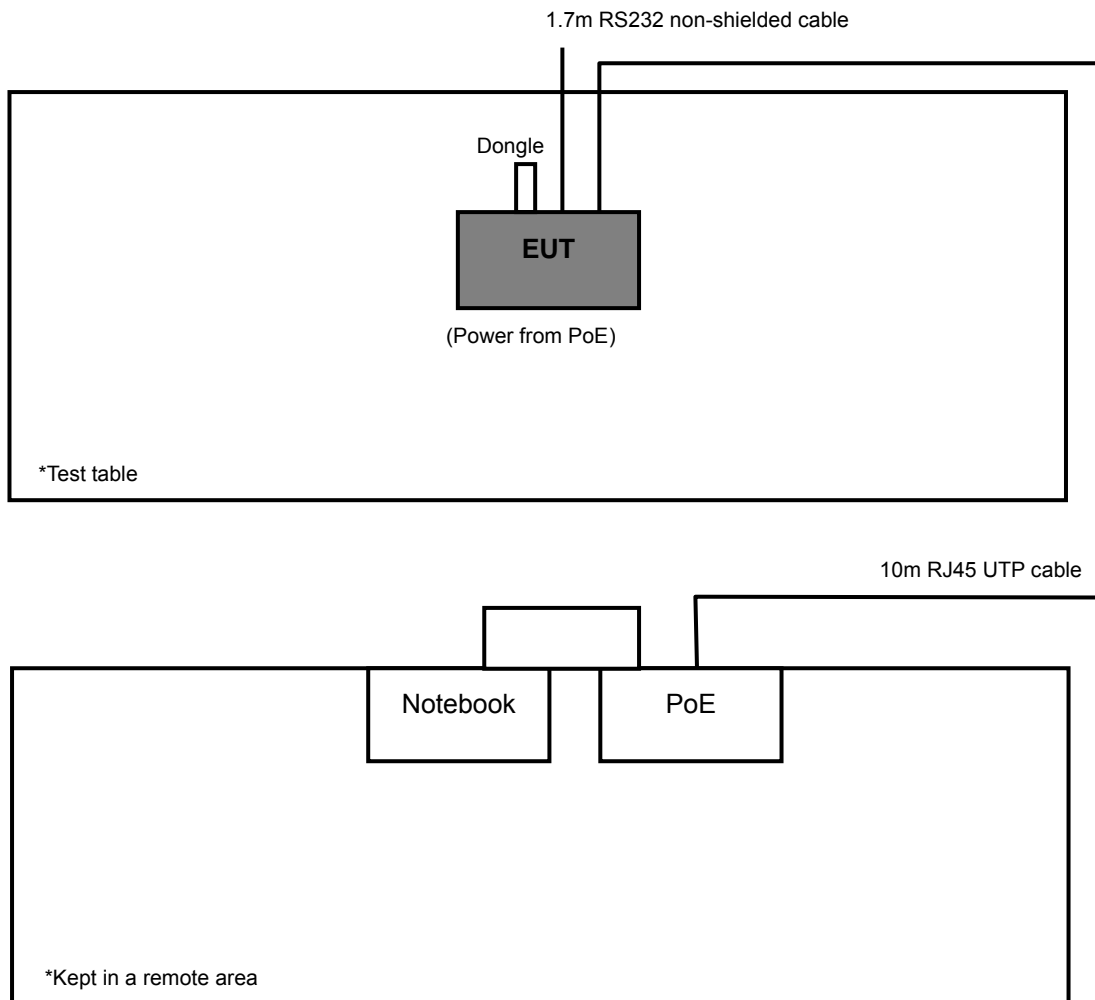 1.7m RS232 non-shielded cable
Dongle
EUT
(Power from PoE)
*Test table
10m RJ45 UTP cable
Notebook
PoE
*Kept in a remote area